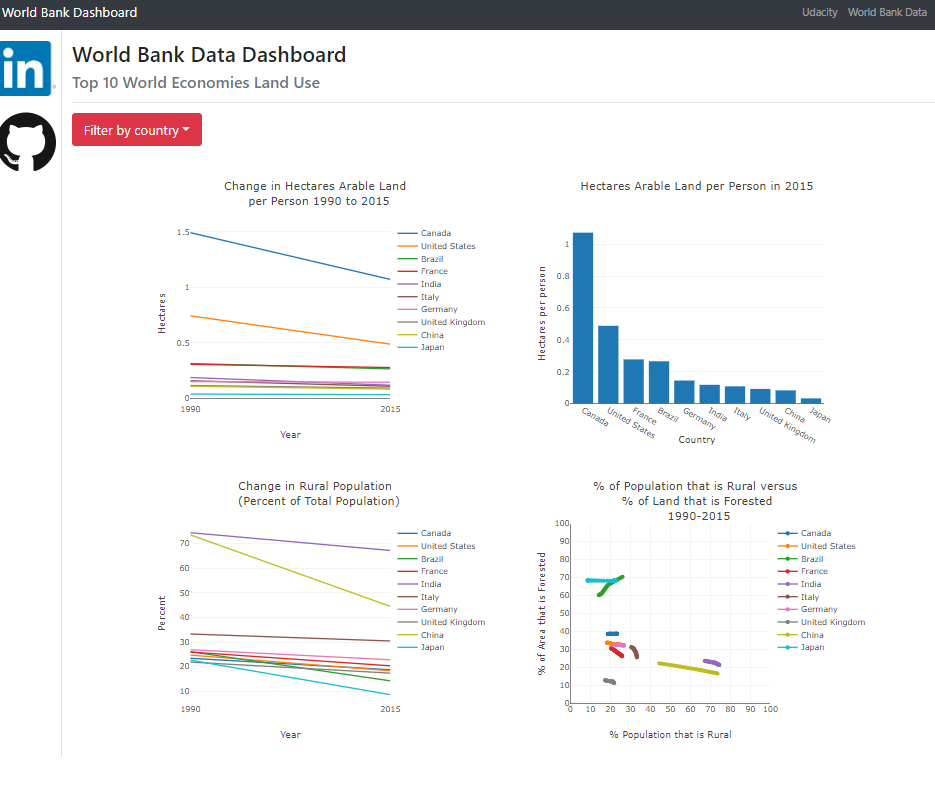 World Bank Dashboard
Udacity World Bank Data
in
World Bank Data Dashboard
Top 10 World Economies Land Use
Filter by country
Change in Hectares Arable Land
per Person 1990 to 2015
1.5
1
0.5
0
Hectares
1990
2015
Year
Canada
United States
Brazil
France
India
Italy
Germany
United Kingdom
China
Japan
Hectares Arable Land per Person in 2015
1
0.8
0.6
0.4
0.2
0
Hectares per person
Canada
United States
France
Brazil
Germany
India
Italy
United Kingdom
China
Japan
Country
Change in Rural Population
(Percent of Total Population)
70
60
50
40
30
20
10
Percent
1990
2015
Year
Canada
United States
Brazil
France
India
Italy
Germany
United Kingdom
China
Japan
% of Population that is Rural versus
% of Land that is Forested
1990-2015
100
90
80
70
60
50
40
30
20
10
0
% of Area that is Forested
0 10 20 30 40 50 60 70 80 90 100
% Population that is Rural
Canada
United States
Brazil
France
India
Italy
Germany
United Kingdom
China
Japan